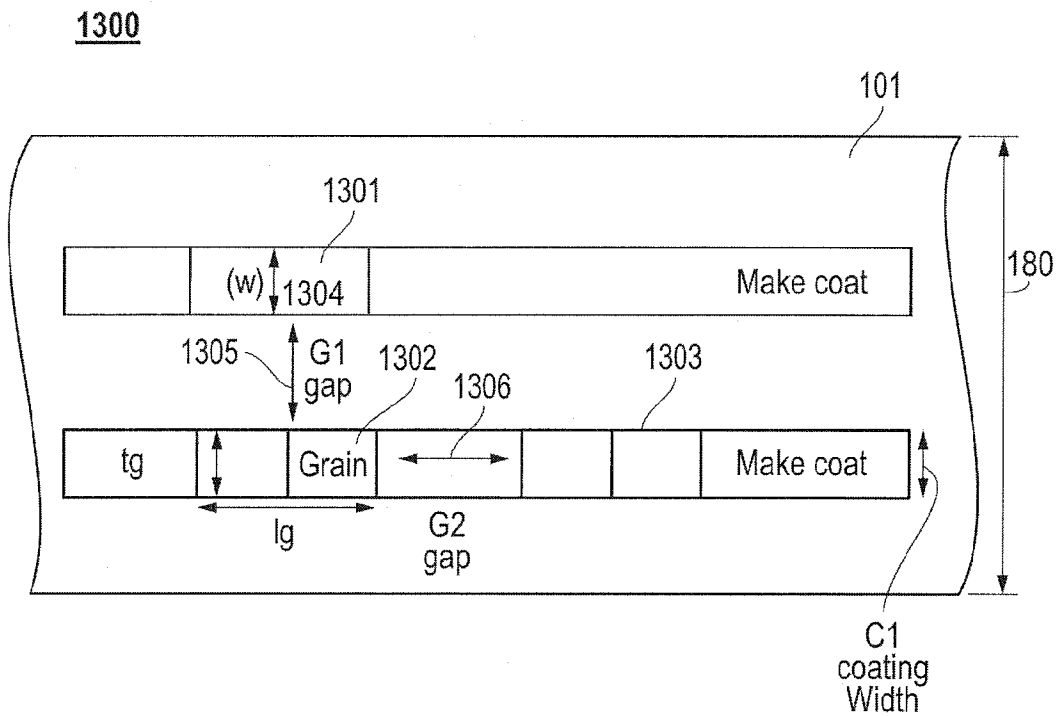 1300
101
1301
(w)
1304
Make coat
180
1305
G1
gap
1302
1306
1303
tg
Grain
Make coat
lg
G2
gap
C1
coating
Width